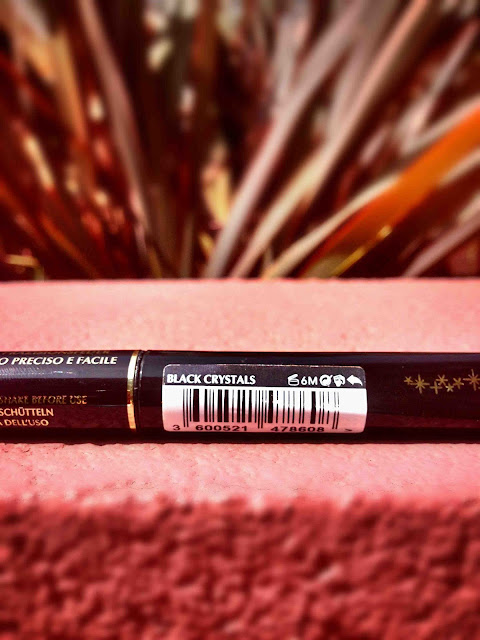 O PRECISO E FACILE
SHAKE BEFORE USE
SCHÜTTELN
DELL'USO
BLACK CRYSTALS
6M
3 600521 478608 >